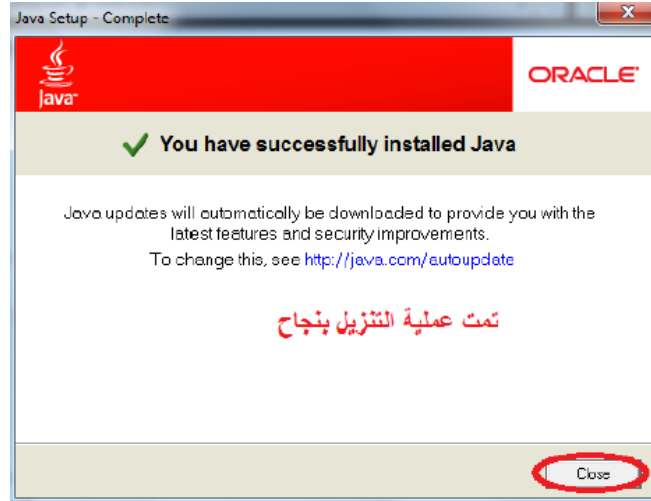 Java Setup - Complete
Java™
ORACLE®
You have successfully installed Java
Java updates will automatically be downloaded to provide you with the
latest features and security improvements.
To change this, see http://java.com/autoupdate
تمت عملية التنزيل بنجاح
Close